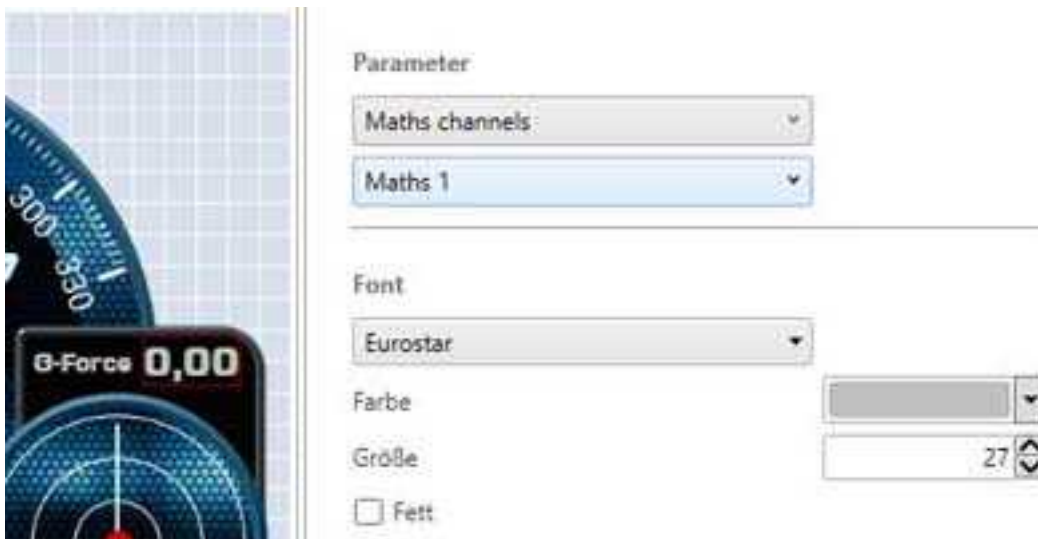 Parameter
Maths channels
Maths 1
Font
Eurostar
Farbe
Größe 27
Fett
300
330
G-Force 0,00